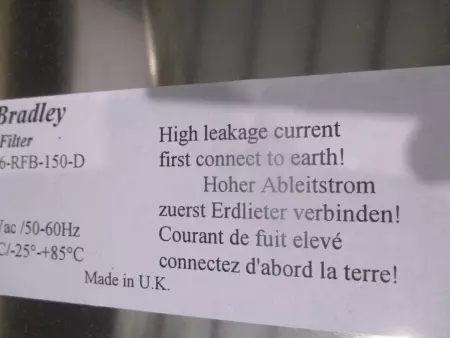 Bradley
Filter
6-RFB-150-D
Vac /50-60Hz
C/-25°-+85°C
Made in U.K.
High leakage current
first conneet to earth!
Hoher Ableitstrom
zuerst Erdlieter verbinden!
Courant de fuit elevé
connectez d'abord la terre!